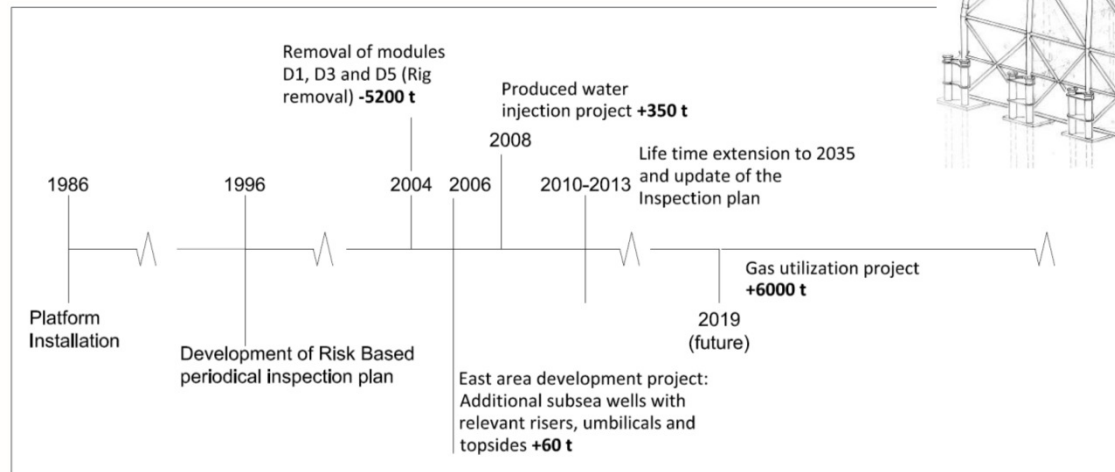 Removal of modules
D1, D3 and D5 (Rig
removal) -5200 t
Produced water
injection project +350 t
2008
Life time extension to 2035
and update of the
Inspection plan
1986
1996
2004
2006
2010-2013
Gas utilization project
+6000 t
Platform
Installation
2019
(future)
Development of Risk Based
periodical inspection plan
East area development project:
Additional subsea wells with
relevant risers, umbilicals and
topsides +60 t